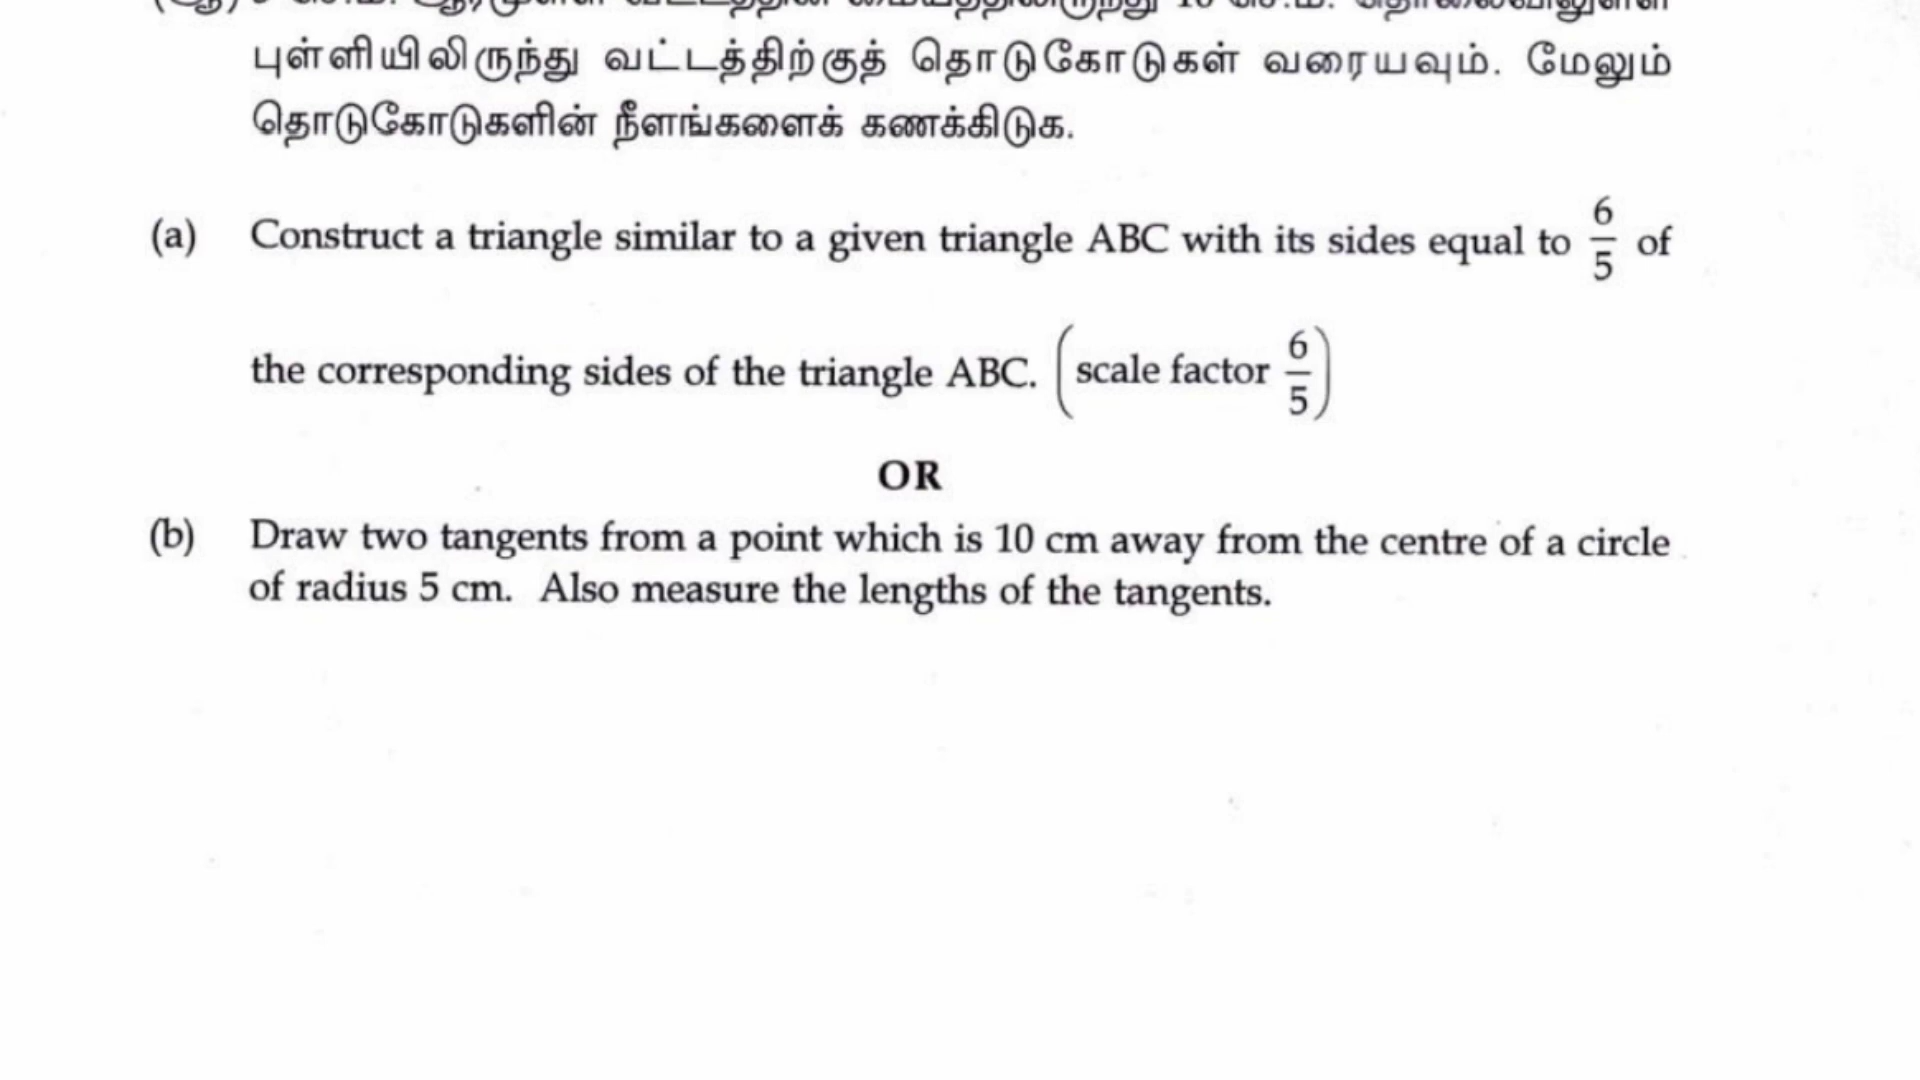 புள்ளியிலிருந்து வட்டத்திற்குத் தொடுகோடுகள் வரையவும். மேலும்
தொடுகோடுகளின் நீளங்களைக் கணக்கிடுக.
(a) Construct a triangle similar to a given triangle ABC with its sides equal to 6/5 of
the corresponding sides of the triangle ABC. (scale factor 6/5)
OR
(b) Draw two tangents from a point which is 10 cm away from the centre of a circle
of radius 5 cm. Also measure the lengths of the tangents.